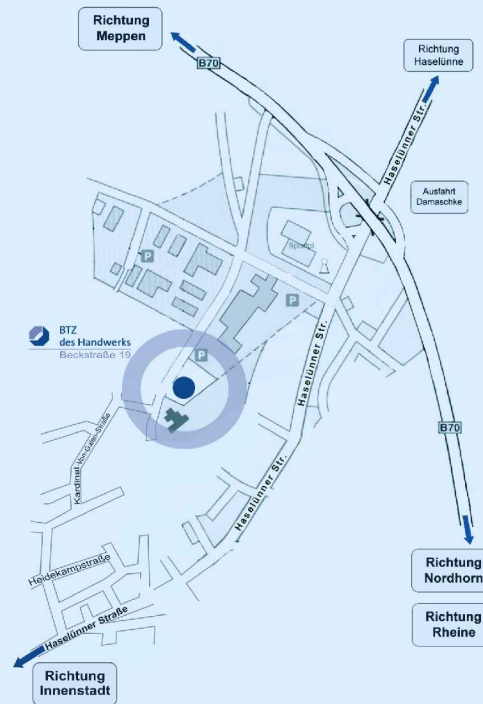 Richtung
Meppen
B70
Richtung
Haselünne
Haselünner Str.
Ausfahrt
Damaschke
Sportpl.
P
P
P
BTZ
des Handwerks
Beckstraße 19
Haselünner Str.
B70
Kardinal-von-Galen-Straße
Haselünner Str.
Heidekampstraße
Haselünner Straße
Richtung
Nordhorn
Richtung
Rheine
Richtung
Innenstadt